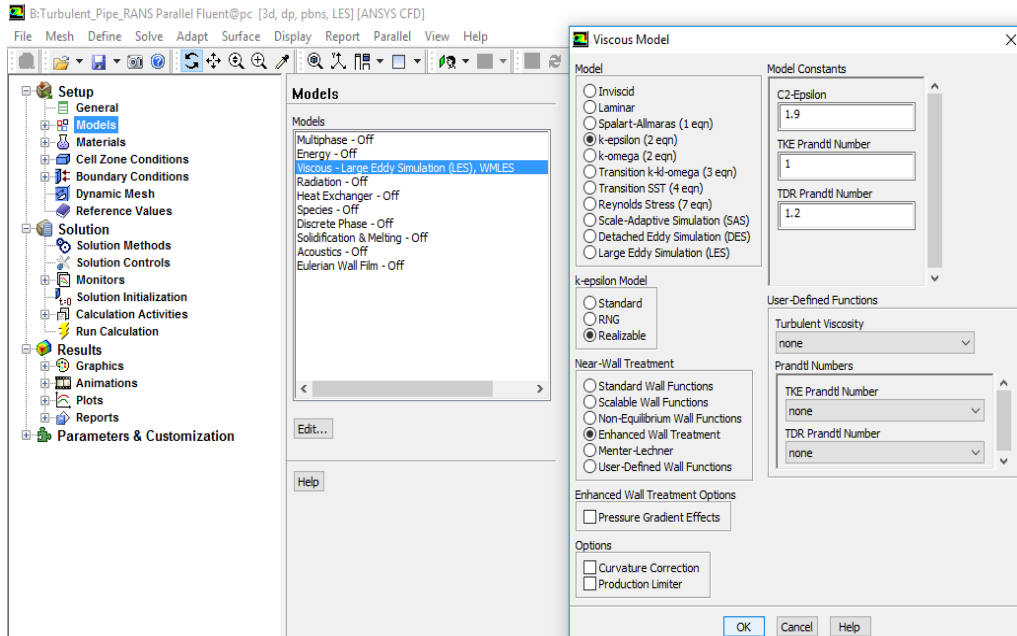 B:Turbulent_Pipe_RANS Parallel Fluent@pc [3d, dp, pbns, LES] [ANSYS CFD]
File Mesh Define Solve Adapt Surface Display Report Parallel View Help
Setup
General
Models
Materials
Cell Zone Conditions
Boundary Conditions
Dynamic Mesh
Reference Values
Solution
Solution Methods
Solution Controls
Monitors
Solution Initialization
Calculation Activities
Run Calculation
Results
Graphics
Animations
Plots
Reports
Parameters & Customization
Models
Models
Multiphase - Off
Energy - Off
Viscous - Large Eddy Simulation (LES), WMLES
Radiation - Off
Heat Exchanger - Off
Species - Off
Discrete Phase - Off
Solidification & Melting - Off
Acoustics - Off
Eulerian Wall Film - Off
Edit...
Help
Viscous Model
Model
Inviscid
Laminar
Spalart-Allmaras (1 eqn)
k-epsilon (2 eqn)
k-omega (2 eqn)
Transition k-kl-omega (3 eqn)
Transition SST (4 eqn)
Reynolds Stress (7 eqn)
Scale-Adaptive Simulation (SAS)
Detached Eddy Simulation (DES)
Large Eddy Simulation (LES)
k-epsilon Model
Standard
RNG
Realizable
Near-Wall Treatment
Standard Wall Functions
Scalable Wall Functions
Non-Equilibrium Wall Functions
Enhanced Wall Treatment
Menter-Lechner
User-Defined Wall Functions
Enhanced Wall Treatment Options
Pressure Gradient Effects
Options
Curvature Correction
Production Limiter
Model Constants
C2-Epsilon
1.9
TKE Prandtl Number
1
TDR Prandtl Number
1.2
User-Defined Functions
Turbulent Viscosity
none
Prandtl Numbers
TKE Prandtl Number
none
TDR Prandtl Number
none
OK Cancel Help